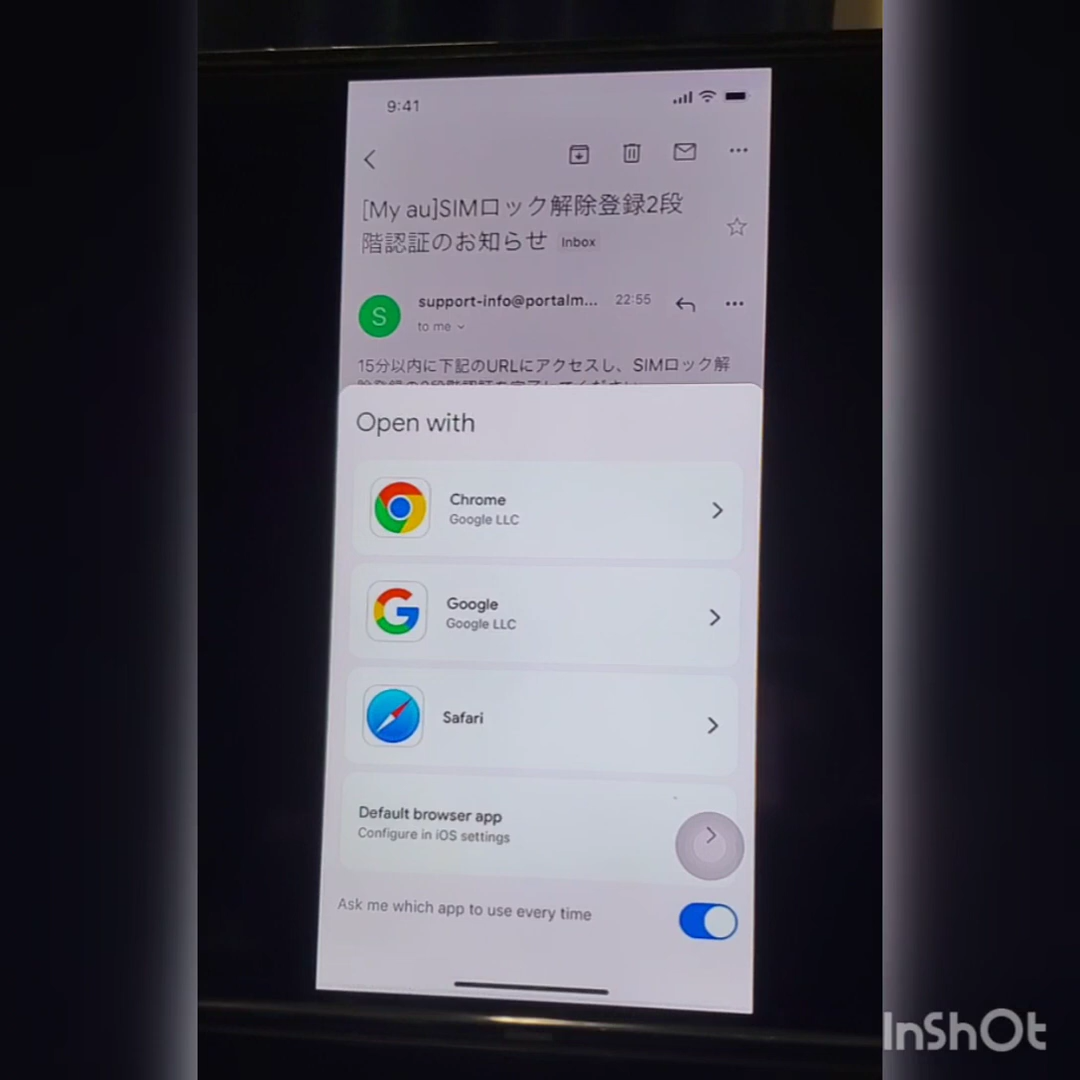 9:41
[My au]SIMロック解除登録2段
階認証のお知らせ Inbox
S
support-info@portalm... 22:55
to me
15分以内に下記のURLにアクセスし、SIMロック解
Open with
Chrome
Google LLC
Google
Google LLC
Safari
Default browser app
Configure in iOS settings
Ask me which app to use every time
InShOt